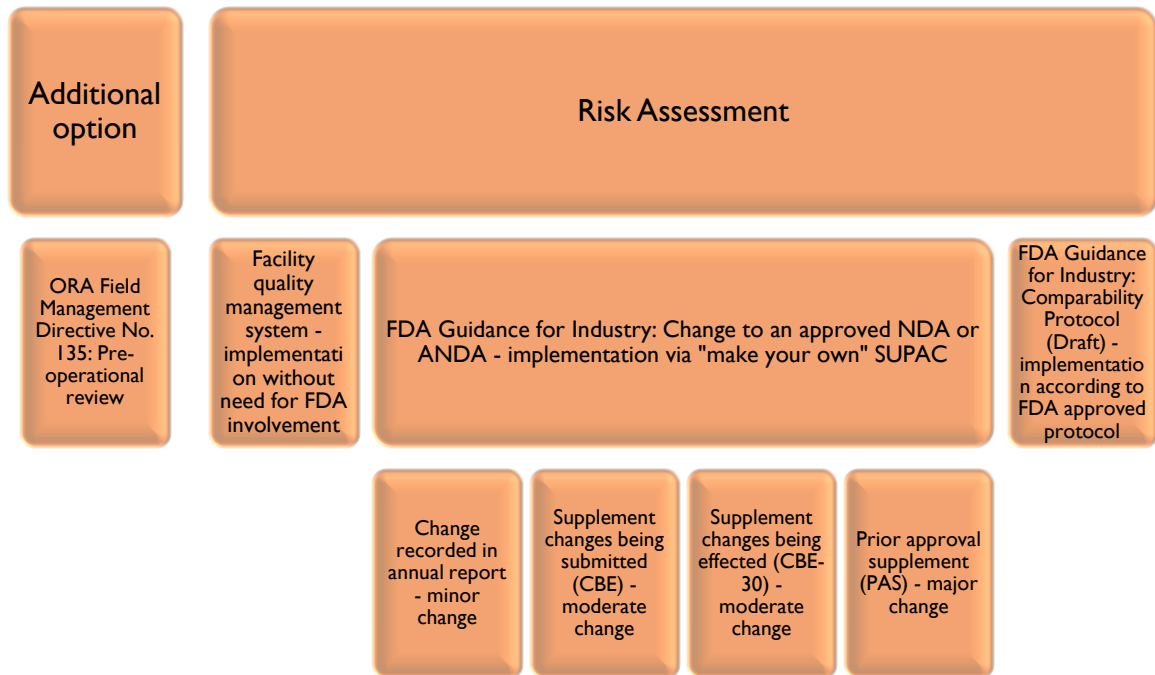 Additional
option
Risk Assessment
ORA Field
Management
Directive No.
135: Pre-
operational
review
Facility
quality
management
system -
implementati
on without
need for FDA
involvement
FDA Guidance for Industry: Change to an approved NDA or
ANDA - implementation via "make your own" SUPAC
FDA Guidance
for Industry:
Comparability
Protocol
(Draft) -
implementatio
n according to
FDA approved
protocol
Change
recorded in
annual report
- minor
change
Supplement
changes being
submitted
(CBE) -
moderate
change
Supplement
changes being
effected (CBE-
30) -
moderate
change
Prior approval
supplement
(PAS) - major
change